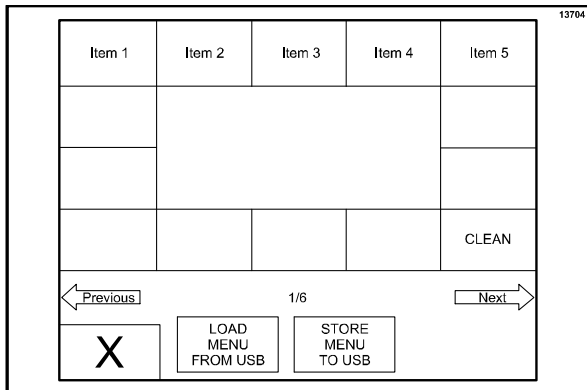 13704
Item 1 Item 2 Item 3 Item 4 Item 5
CLEAN
Previous 1/6 Next
X
LOAD
MENU
FROM USB
STORE
MENU
TO USB